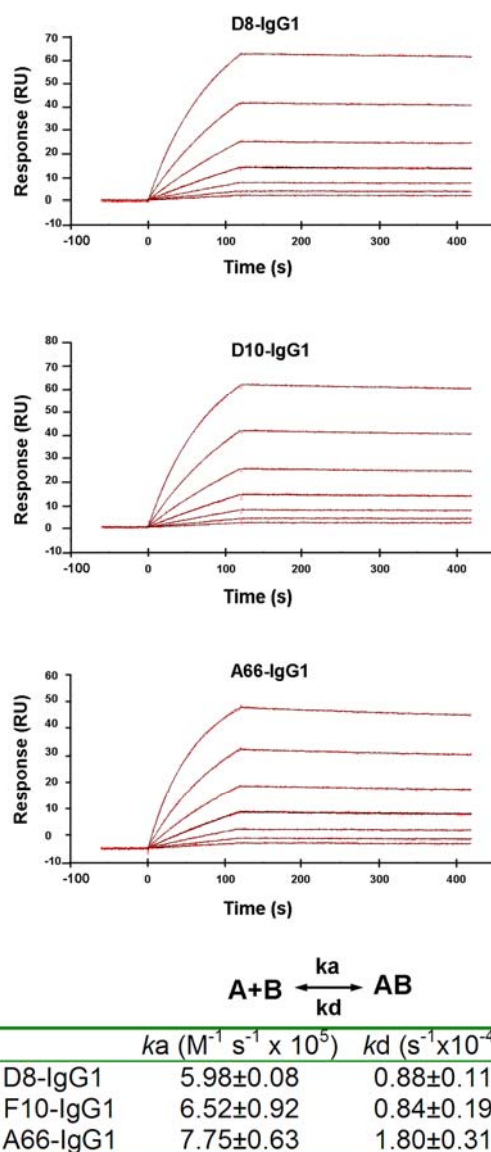 D8-IgG1
70
60
50
40
30
20
10
0
-10
Response (RU)
-100 0 100 200 300 400
Time (s)
D10-IgG1
80
70
60
50
40
30
20
10
0
-10
Response (RU)
-100 0 100 200 300 400
Time (s)
A66-IgG1
60
50
40
30
20
10
0
-10
Response (RU)
-100 0 100 200 300 400
Time (s)
ka
A+B ⟷ AB
kd
ka (M⁻¹ s⁻¹ x 10⁵) kd (s⁻¹x10⁻⁴
D8-IgG1 5.98±0.08 0.88±0.11
F10-IgG1 6.52±0.92 0.84±0.19
A66-IgG1 7.75±0.63 1.80±0.31